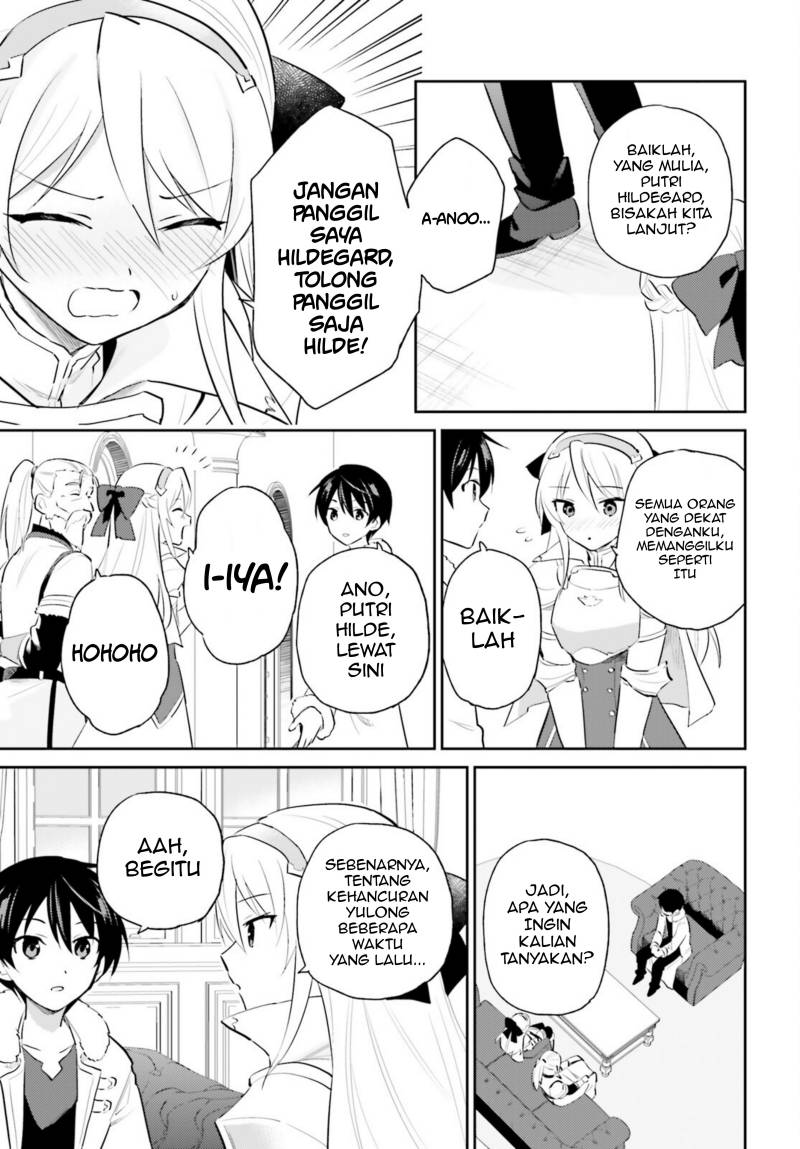 BAIKLAH,
YANG MULIA,
PUTRI
HILDEGARD,
BISAKAH KITA
LANJUT?
A-ANOO...
JANGAN
PANGGIL
SAYA
HILDEGARD,
TOLONG
PANGGIL
SAJA
HILDE!
SEMUA ORANG
YANG DEKAT
DENGANKU,
MEMANGGILKU
SEPERTI
ITU
BAIK-
LAH
ANO,
PUTRI
HILDE,
LEWAT
SINI
I-IYA!
HOHOHO
JADI,
APA YANG
INGIN
KALIAN
TANYAKAN?
SEBENARNYA,
TENTANG
KEHANCURAN
YULONG
BEBERAPA
WAKTU
YANG LALU...
AAH,
BEGITU